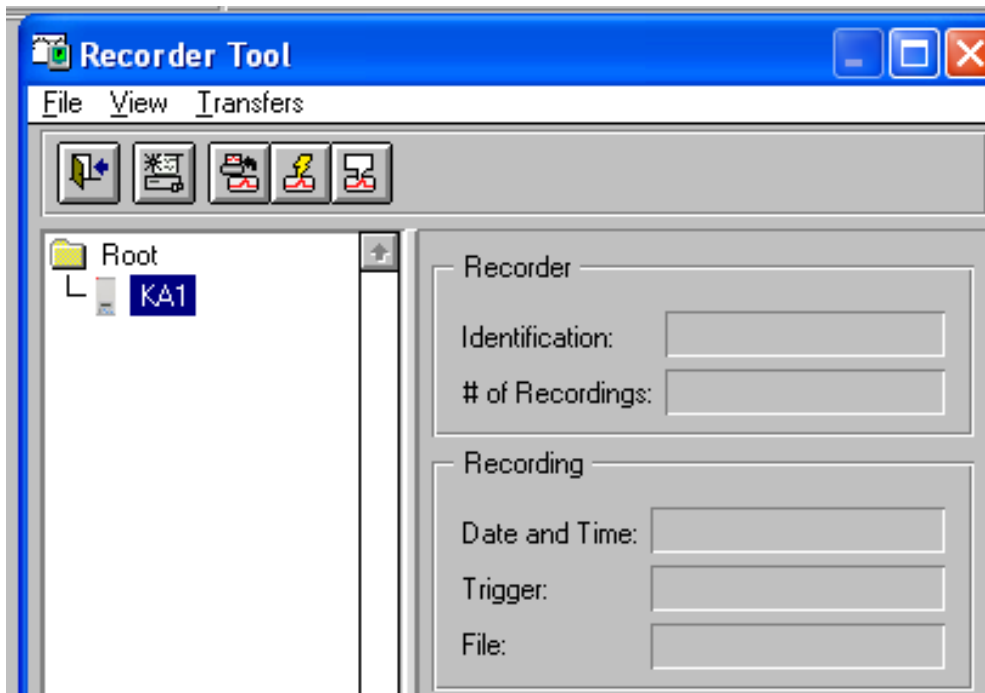 Recorder Tool
File View Transfers
Root
KA1
Recorder
Identification:
# of Recordings:
Recording
Date and Time:
Trigger:
File: